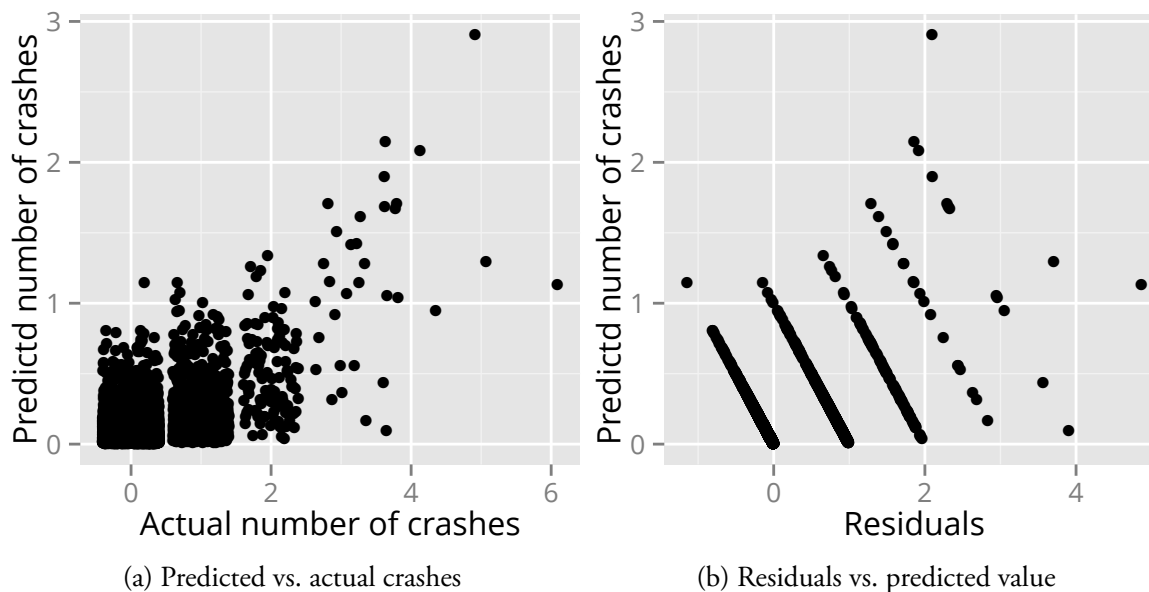 Predictd number of crashes
3
2
1
0
0
2
4
6
Actual number of crashes
(a) Predicted vs. actual crashes
Predictd number of crashes
3
2
1
0
0
2
4
Residuals
(b) Residuals vs. predicted value